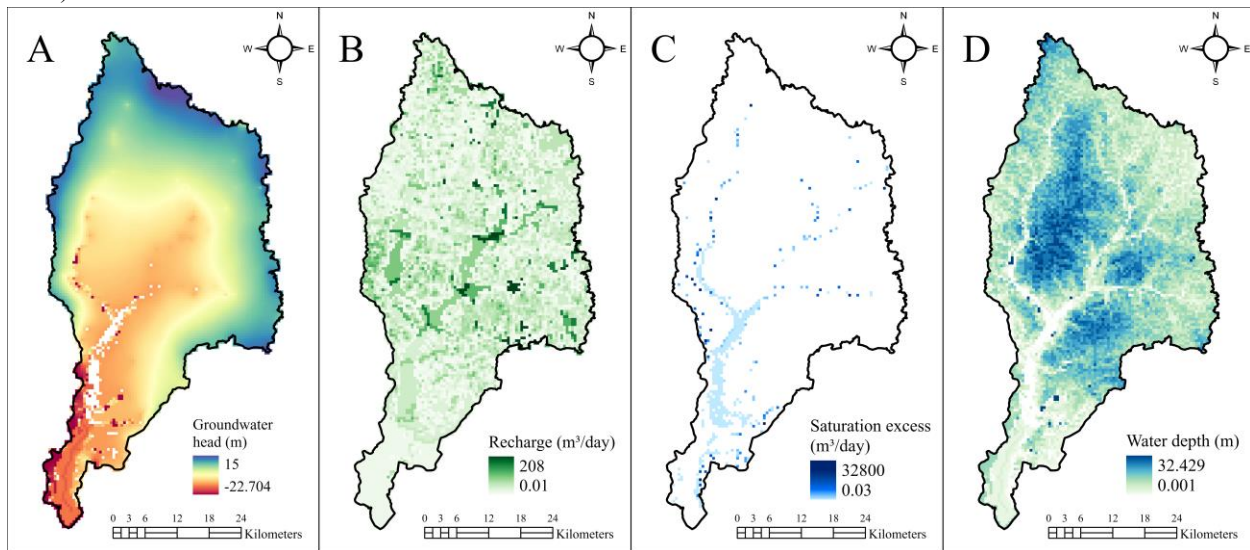 A
N
W E
S
Groundwater
head (m)
15
-22.704
0 3 6 12 18 24
Kilometers
B
N
W E
S
Recharge (m³/day)
208
0.01
0 3 6 12 18 24
Kilometers
C
N
W E
S
Saturation excess
(m³/day)
32800
0.03
0 3 6 12 18 24
Kilometers
D
N
W E
S
Water depth (m)
32.429
0.001
0 3 6 12 18 24
Kilometers